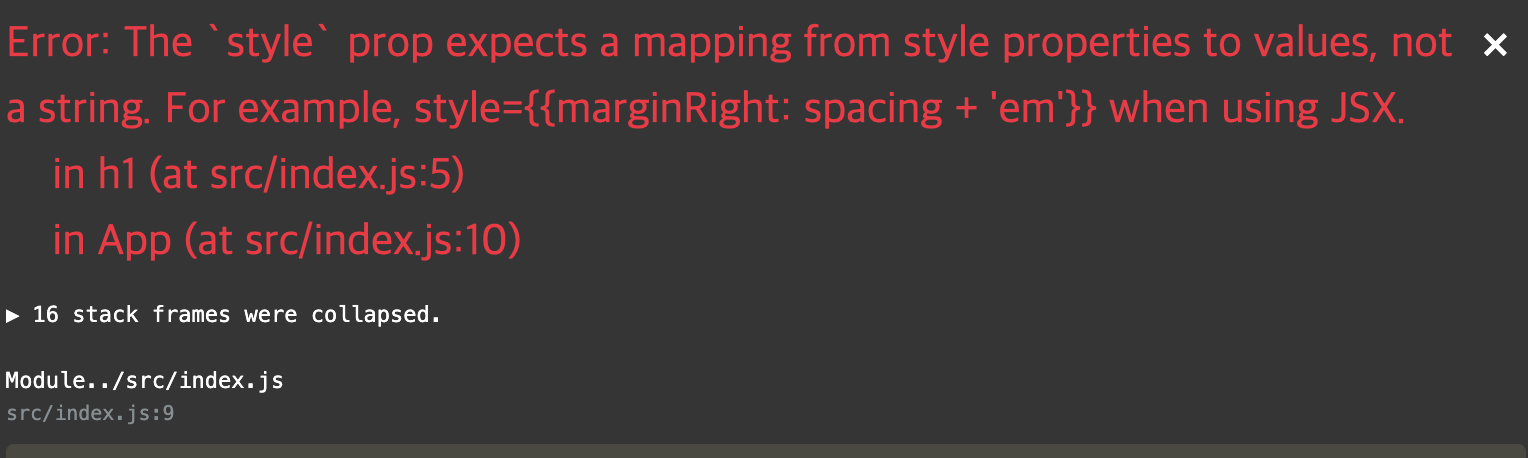 Error: The `style` prop expects a mapping from style properties to values, not ×
a string. For example, style={{marginRight: spacing + 'em'}} when using JSX.
in h1 (at src/index.js:5)
in App (at src/index.js:10)
▶ 16 stack frames were collapsed.
Module../src/index.js
src/index.js:9